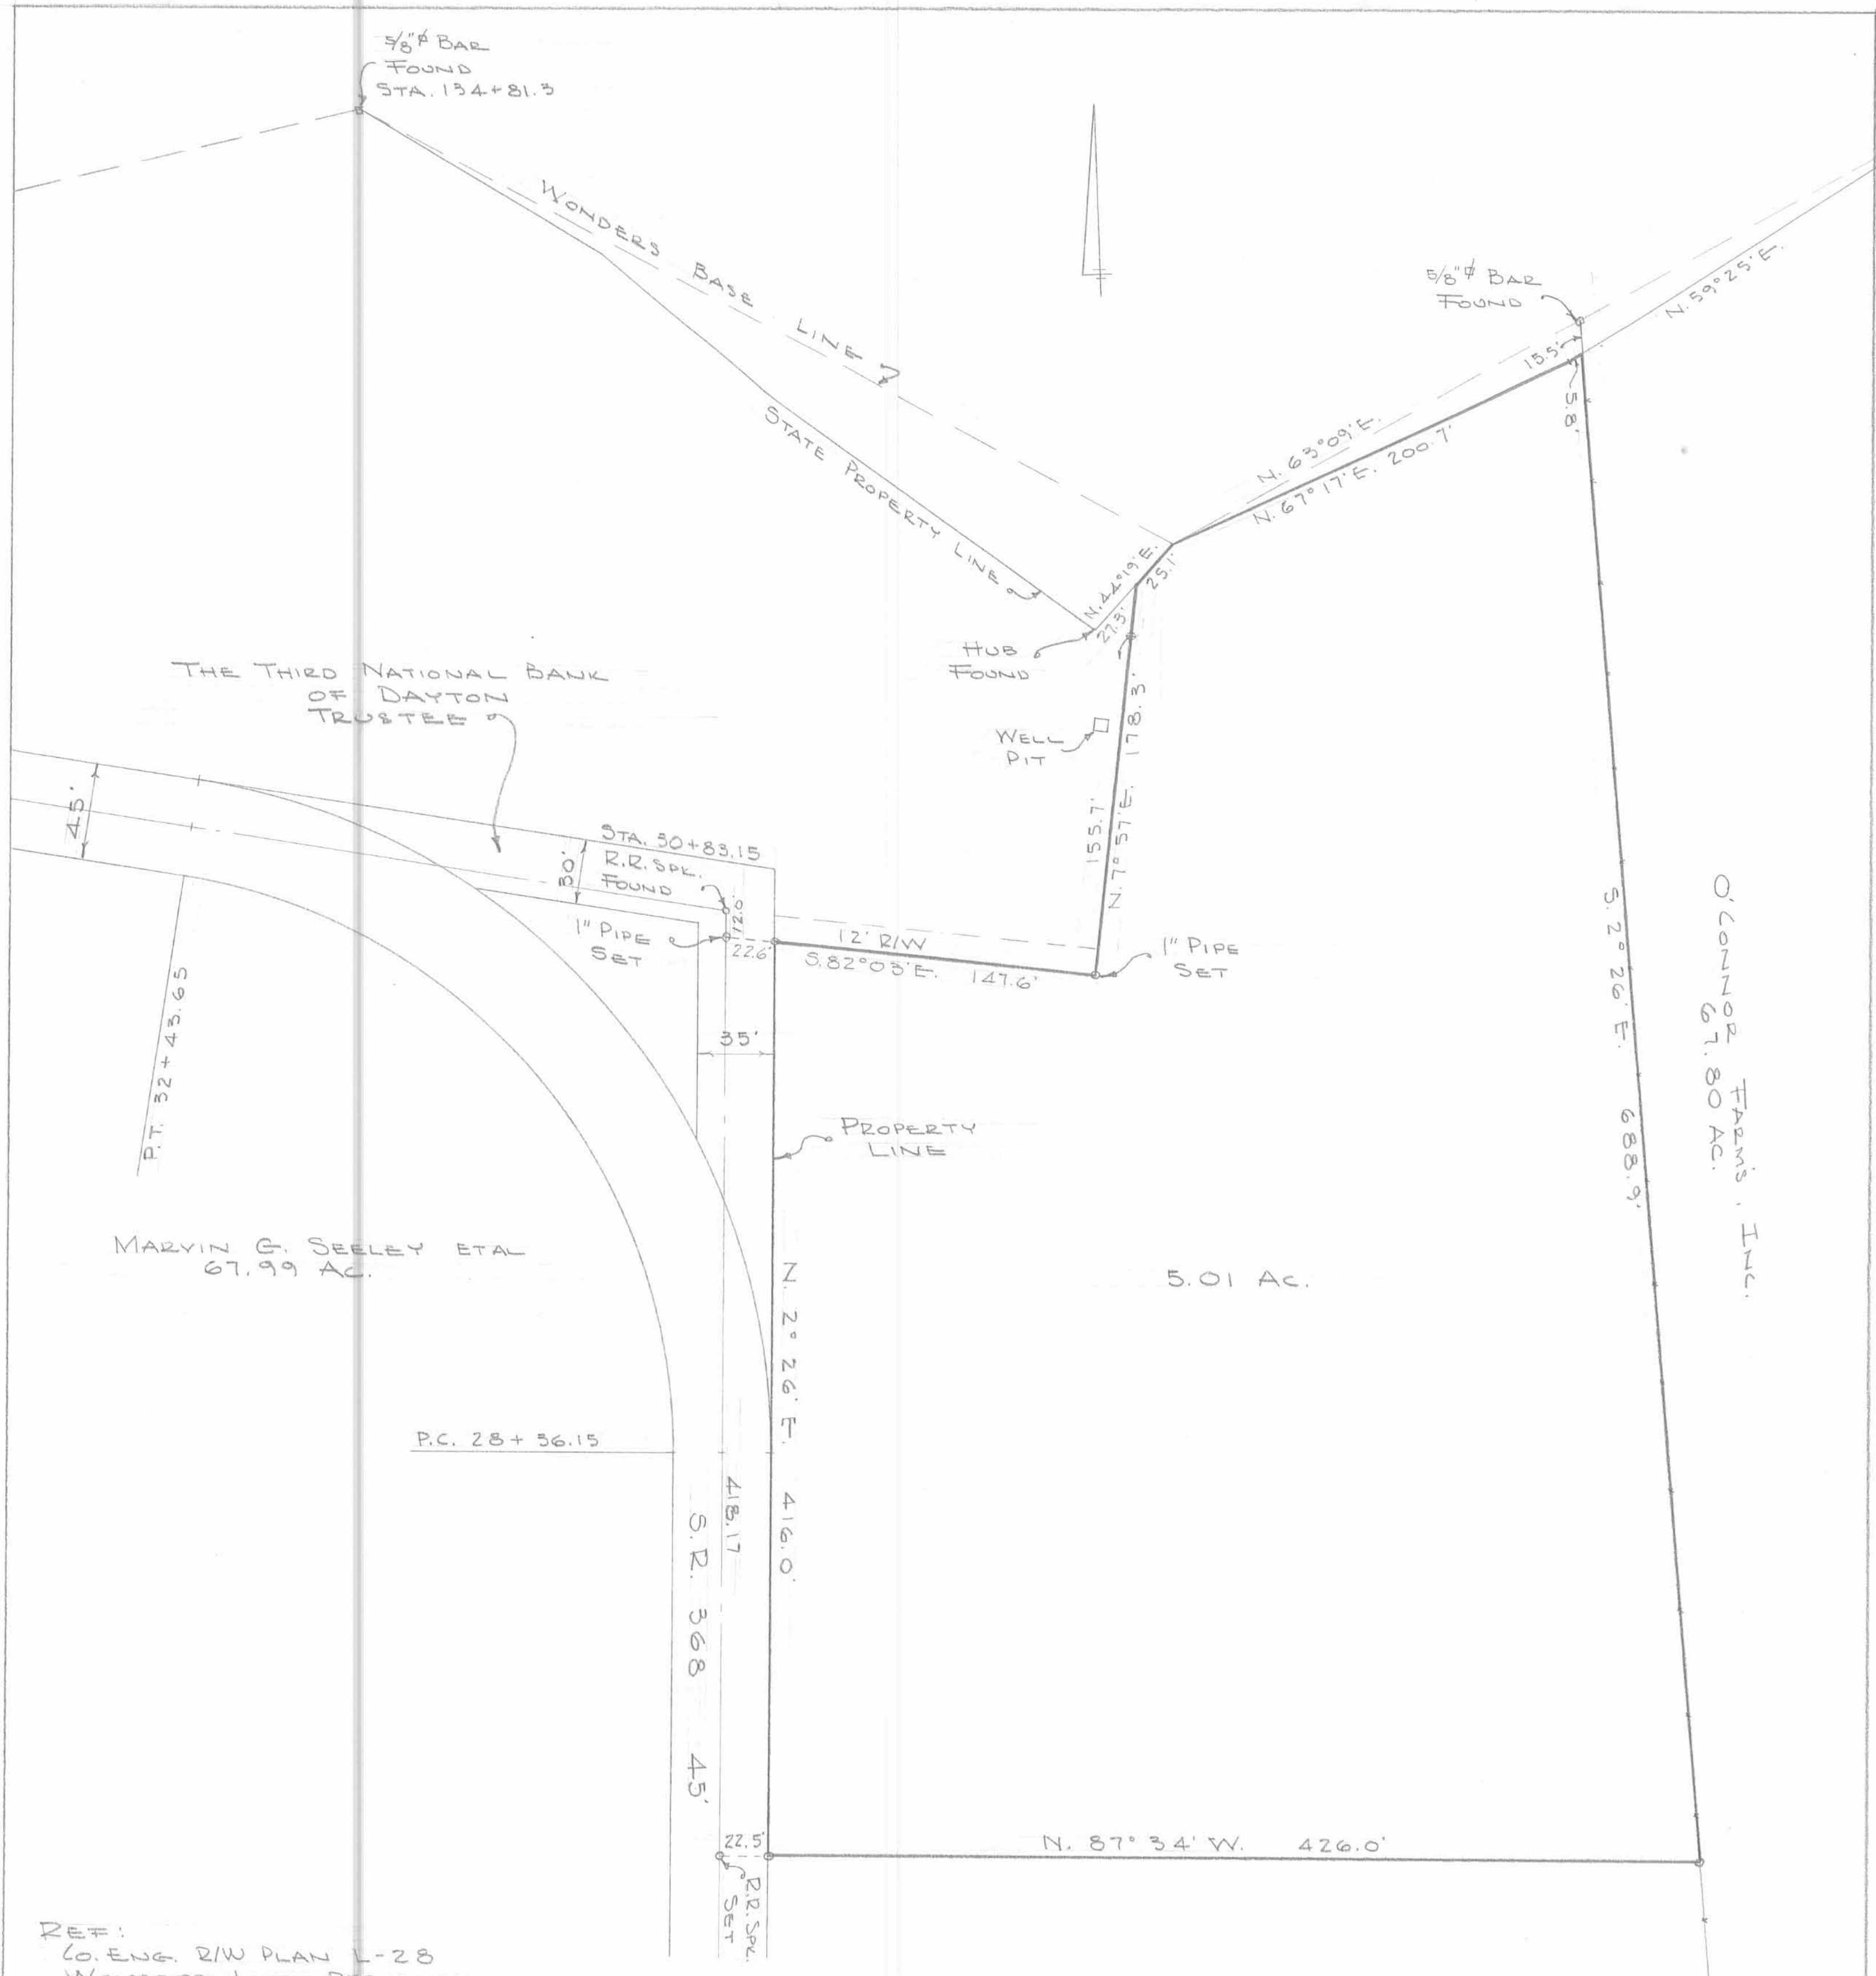 5/8"⌀ BAR
FOUND
STA. 134+81.3
WONDERS BASE LINE
5/8"⌀ BAR
FOUND
N. 59°25'E.
15.5'
5.8'
N. 63°09'E.
N. 67°17'E. 200.7'
STATE PROPERTY LINE
N. 44°19'E.
25.1'
27.3'
HUB
FOUND
THE THIRD NATIONAL BANK
OF DAYTON
TRUSTEE
WELL
PIT
178.3'
155.7'
N. 7°57'E.
45'
STA. 30+83.15
30'
R.R. SPK.
FOUND
12.0'
1" PIPE
SET
22.6'
12' R/W
S. 82°03'E. 147.6'
1" PIPE
SET
S. 2°26'E. 688.9'
O'CONNOR FARMS, INC.
67.80 AC.
35'
P.T. 32+43.65
PROPERTY
LINE
MARVIN G. SEELEY ETAL
67.99 AC.
5.01 AC.
N. 2°26'E. 416.0'
P.C. 28+56.15
418.17
S.R. 368 45'
22.5'
N. 87°34' W. 426.0'
R.R. SPK.
SET
REF:
CO. ENG. R/W PLAN L-28